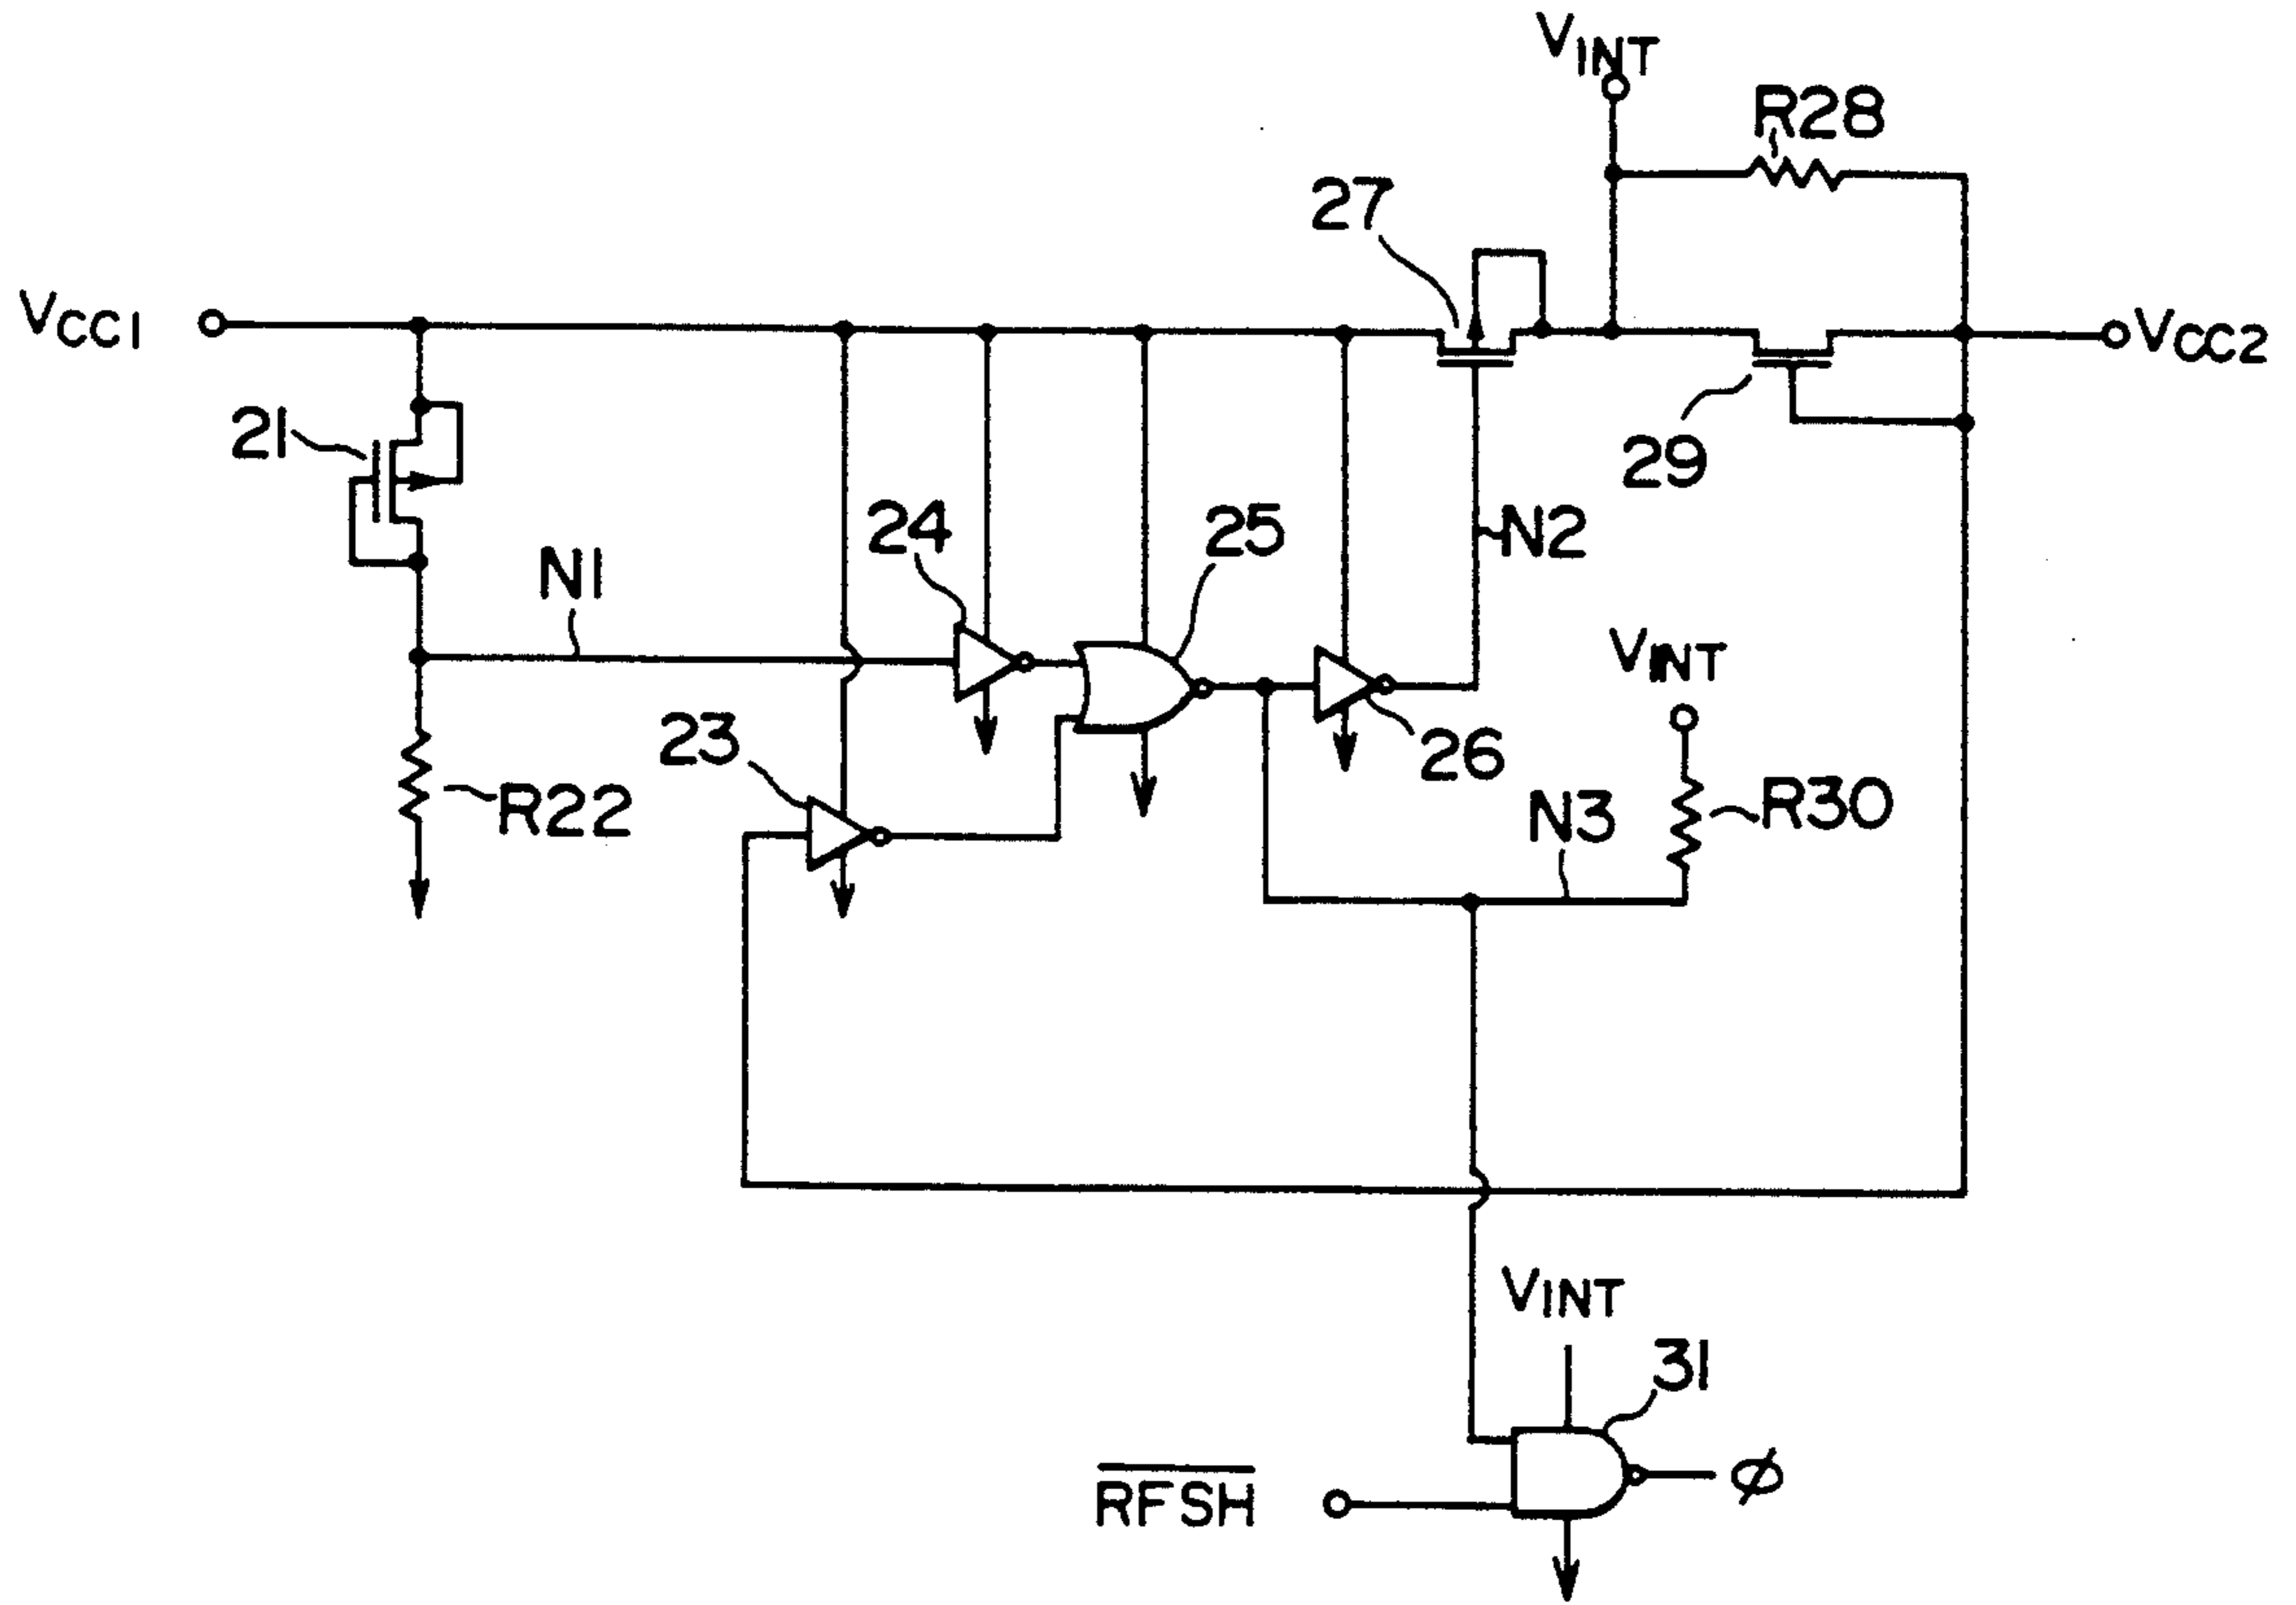 VINT
R28
27
VCC1
VCC2
21
29
24
25
N2
N1
VINT
23
26
R22
N3
R30
VINT
31
RFSH
ϕ